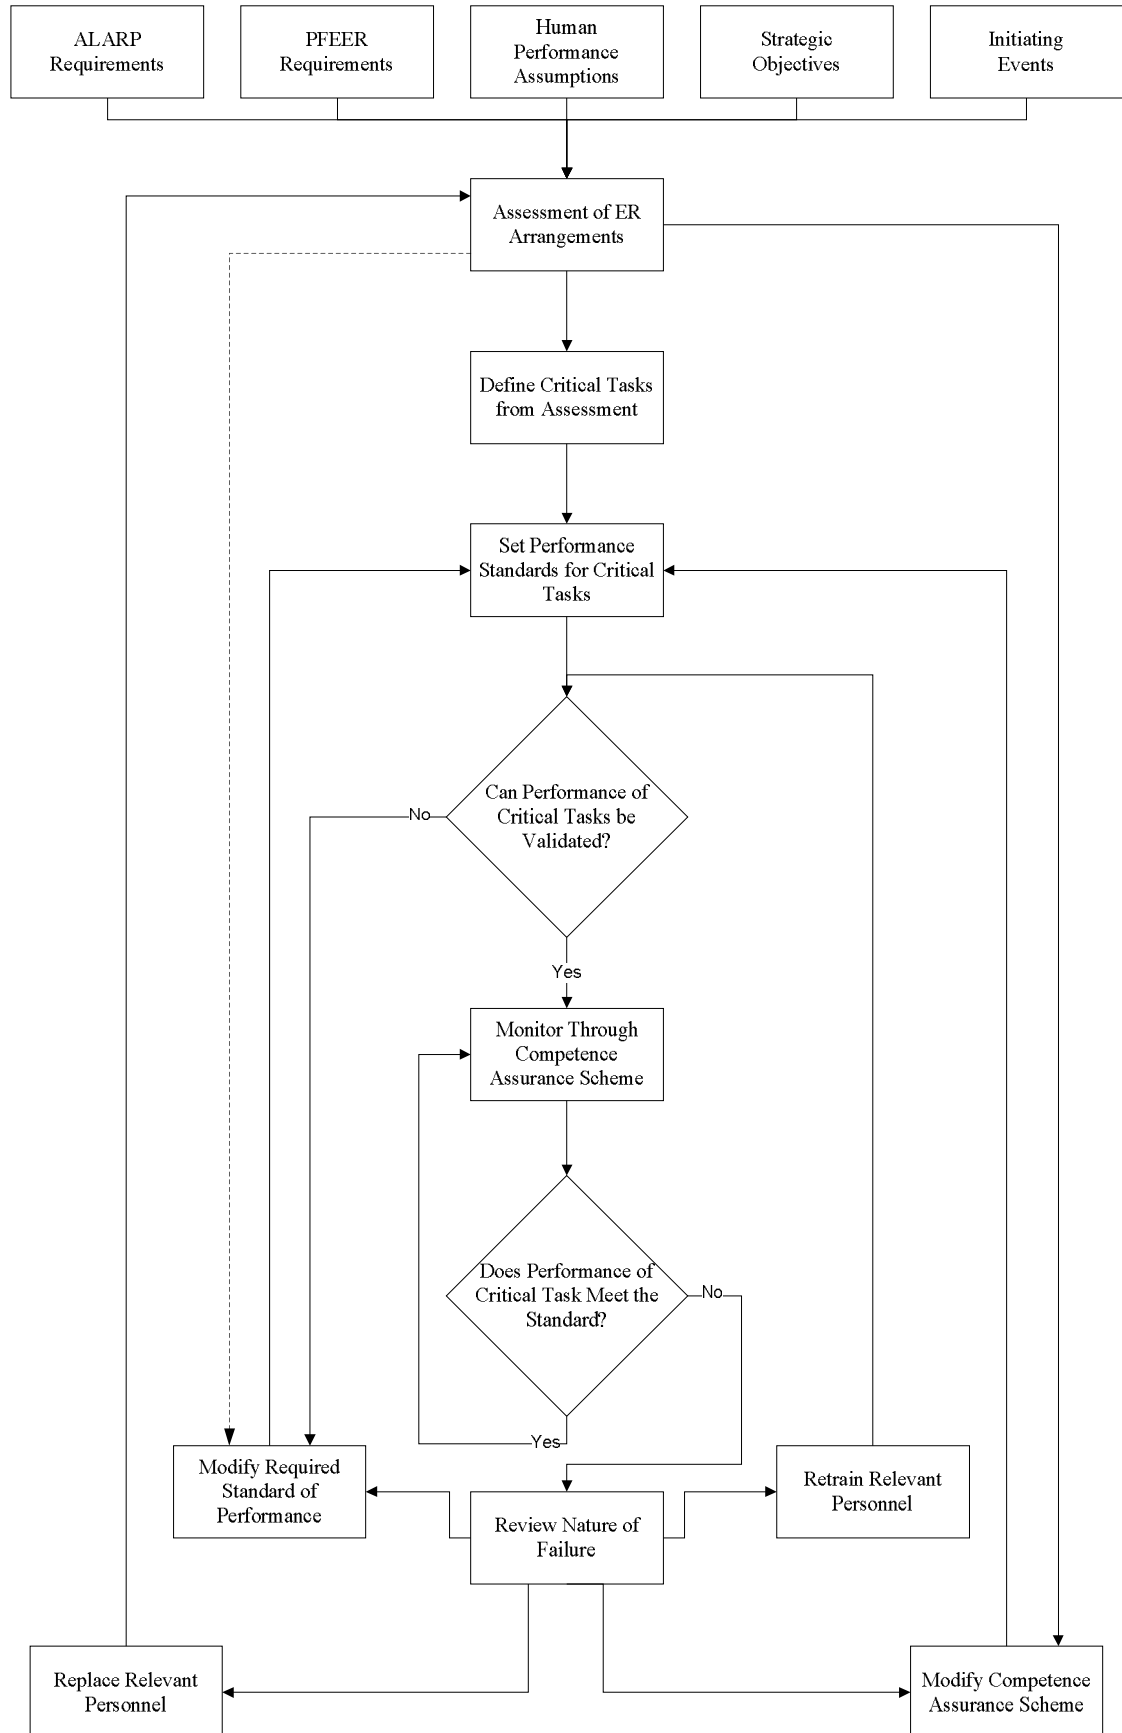 ALARP
Requirements
PFEER
Requirements
Human
Performance
Assumptions
Strategic
Objectives
Initiating
Events
Assessment of ER
Arrangements
Define Critical Tasks
from Assessment
Set Performance
Standards for Critical
Tasks
Can Performance of
Critical Tasks be
Validated?
No
Yes
Monitor Through
Competence
Assurance Scheme
Does Performance of
Critical Task Meet the
Standard?
No
Yes
Modify Required
Standard of
Performance
Review Nature of
Failure
Retrain Relevant
Personnel
Replace Relevant
Personnel
Modify Competence
Assurance Scheme